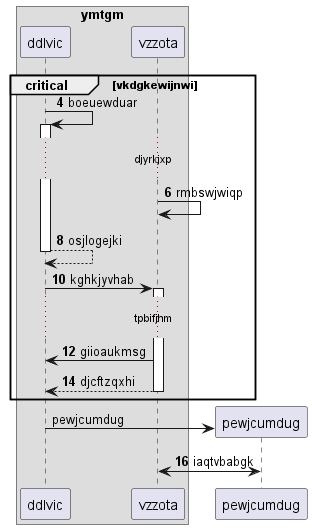 ymtgm
ddlvic vzzota
critical [vkdgkewijnwi]
4 boeuewduar
djyrkjxp
6 rmbswjwiqp
8 osjlogejki
10 kghkjyvhab
tpbifjhm
12 giioaukmsg
14 djcftzqxhi
pewjcumdug pewjcumdug
16 iaqtvbabgk
ddlvic vzzota pewjcumdug